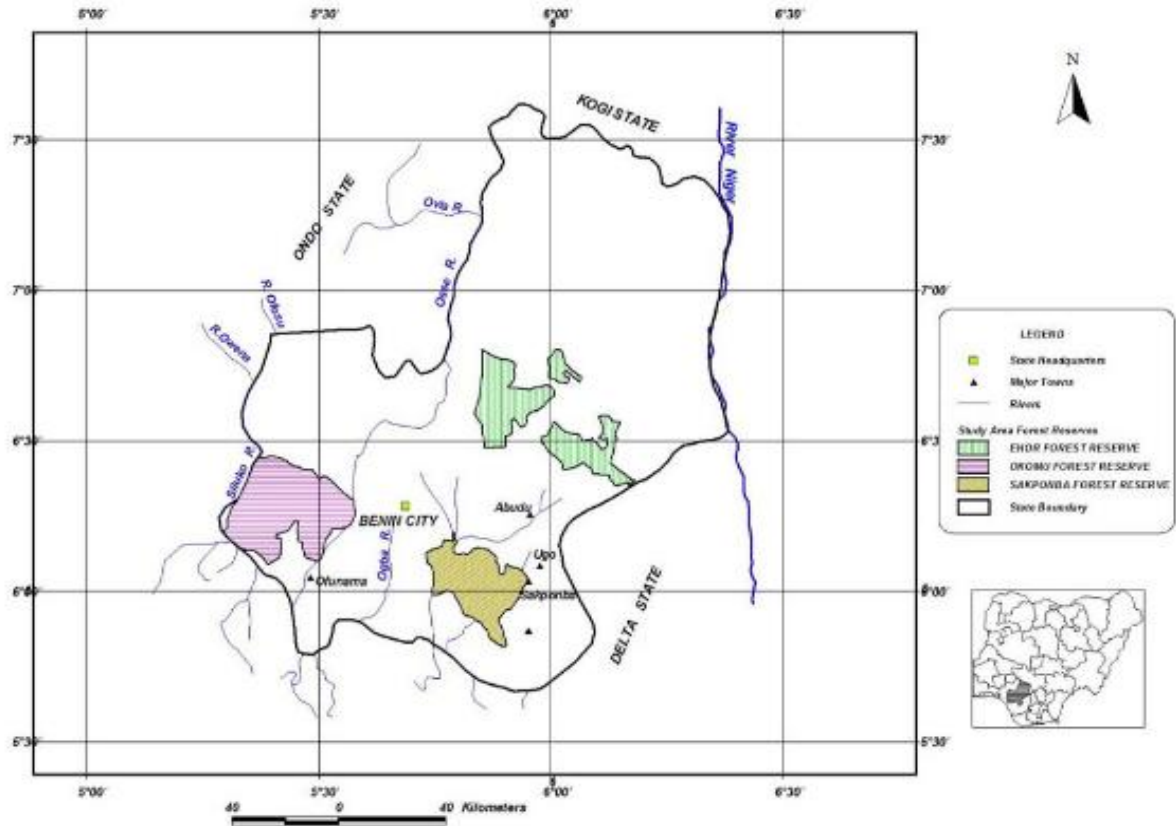 5°00' 5°30' 6°00' 6°30'
N
KOGI STATE
7°30' 7°30'
River Niger
ONDO STATE
Ovia R.
Osse R.
R. Ofosu
7°00' 7°00'
R. Owena
LEGEND
State Headquarters
Major Towns
Rivers
Study Area Forest Reserves
EHOR FOREST RESERVE
OKOMU FOREST RESERVE
SAKPONBA FOREST RESERVE
State Boundary
6°30' 6°3
Siluko R.
Abudu
BENIN CITY
Ogba R.
Ugo
Ofunama
Sakponba
6°00' 6°00'
DELTA STATE
5°30' 5°30'
5°00' 5°30' 6°00' 6°30'
40 0 40 Kilometers